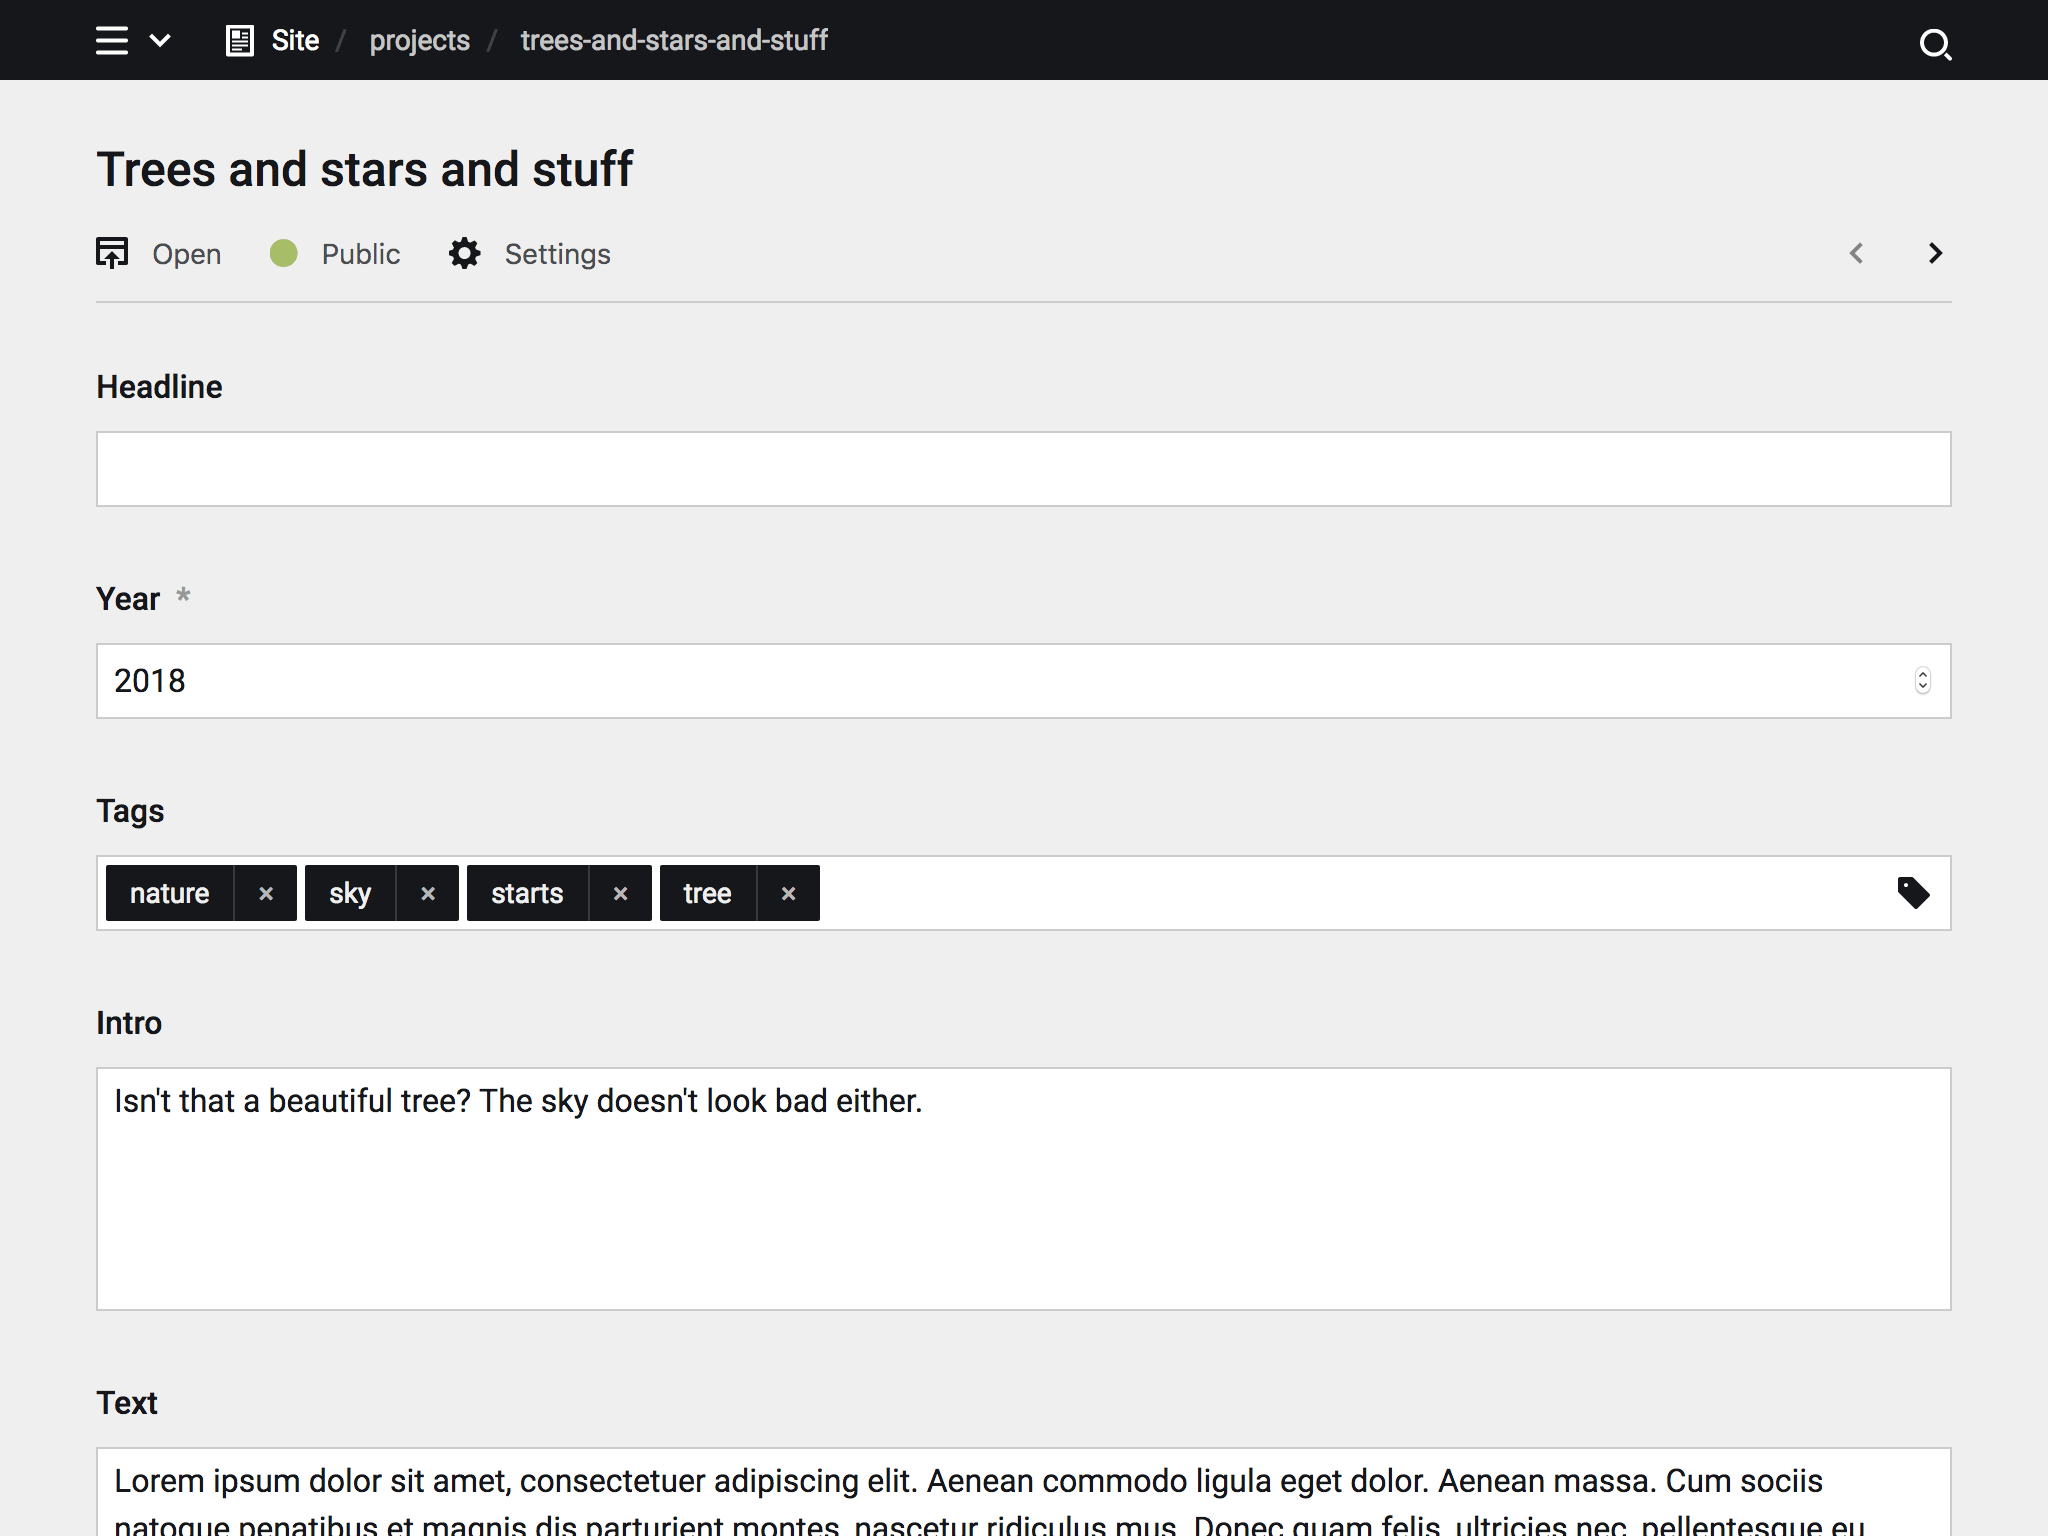 Site / projects / trees-and-stars-and-stuff
Trees and stars and stuff
Open Public Settings
Headline
Year *
2018
Tags
nature × sky × starts × tree ×
Intro
Isn't that a beautiful tree? The sky doesn't look bad either.
Text
Lorem ipsum dolor sit amet, consectetuer adipiscing elit. Aenean commodo ligula eget dolor. Aenean massa. Cum sociis
natoque penatibus et magnis dis parturient montes, nascetur ridiculus mus. Donec quam felis, ultricies nec, pellentesque eu